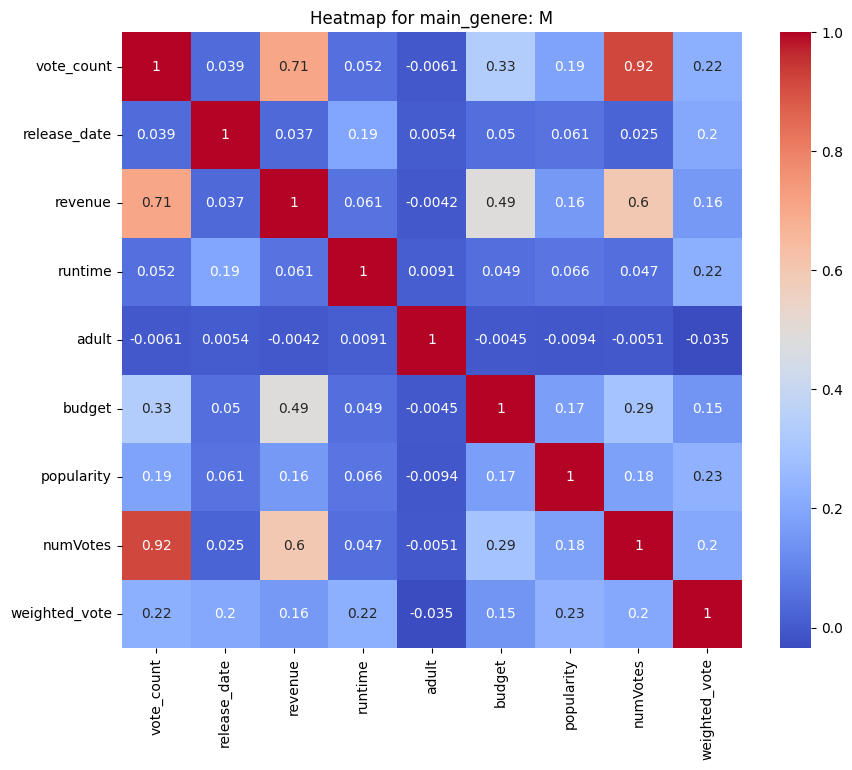 Heatmap for main_genere: M
vote_count 1 0.039 0.71 0.052 -0.0061 0.33 0.19 0.92 0.22
release_date 0.039 1 0.037 0.19 0.0054 0.05 0.061 0.025 0.2
revenue 0.71 0.037 1 0.061 -0.0042 0.49 0.16 0.6 0.16
runtime 0.052 0.19 0.061 1 0.0091 0.049 0.066 0.047 0.22
adult -0.0061 0.0054 -0.0042 0.0091 1 -0.0045 -0.0094 -0.0051 -0.035
budget 0.33 0.05 0.49 0.049 -0.0045 1 0.17 0.29 0.15
popularity 0.19 0.061 0.16 0.066 -0.0094 0.17 1 0.18 0.23
numVotes 0.92 0.025 0.6 0.047 -0.0051 0.29 0.18 1 0.2
weighted_vote 0.22 0.2 0.16 0.22 -0.035 0.15 0.23 0.2 1
vote_count
release_date
revenue
runtime
adult
budget
popularity
numVotes
weighted_vote
1.0
0.8
0.6
0.4
0.2
0.0